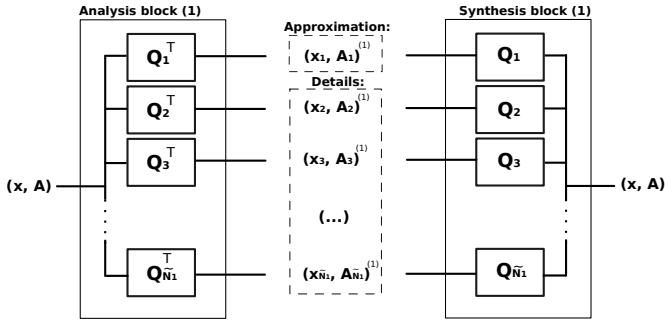 Analysis block (1)
Approximation:
Synthesis block (1)
Q₁ᵀ
(x₁, A₁)⁽¹⁾
Q₁
Details:
Q₂ᵀ
(x₂, A₂)⁽¹⁾
Q₂
Q₃ᵀ
(x₃, A₃)⁽¹⁾
Q₃
(x, A)
(x, A)
(...)
Q_Ñ₁ᵀ
(x_Ñ₁, A_Ñ₁)⁽¹⁾
Q_Ñ₁